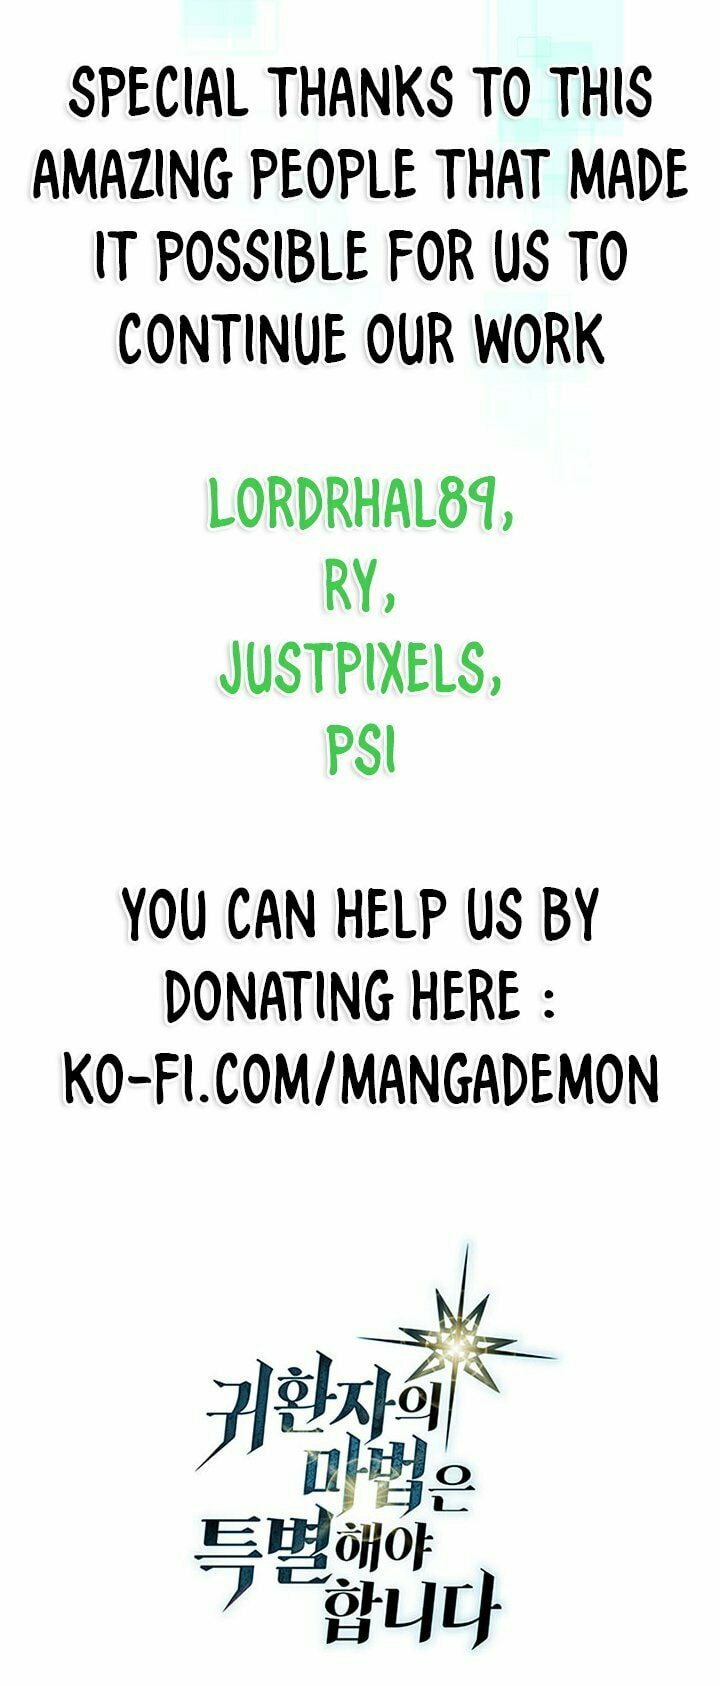 SPECIAL THANKS TO THIS
AMAZING PEOPLE THAT MADE
IT POSSIBLE FOR US TO
CONTINUE OUR WORK
LORDRHAL89,
RY,
JUSTPIXELS,
PSI
YOU CAN HELP US BY
DONATING HERE :
KO-FI.COM/MANGADEMON
귀환자의
마법은
특별해야
합니다